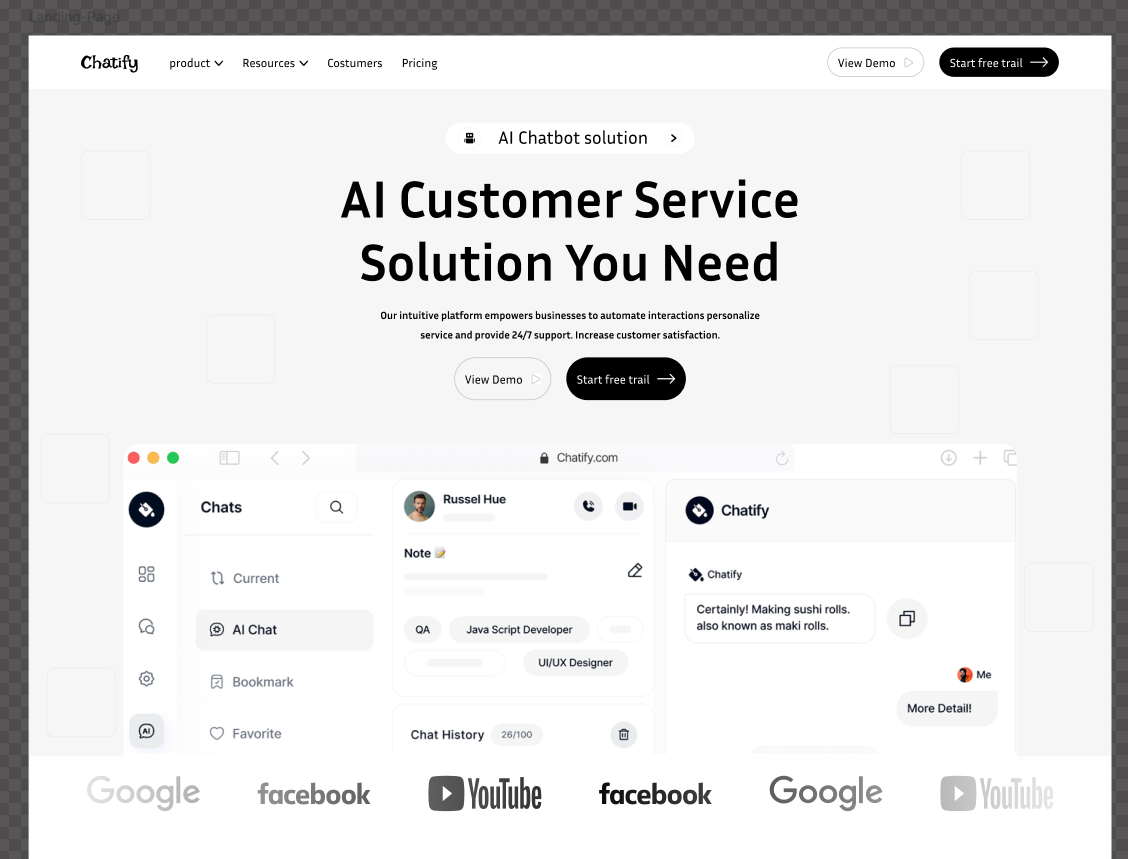 Landing-Page
Chatify
product
Resources
Costumers
Pricing
View Demo
Start free trail
AI Chatbot solution
AI Customer Service
Solution You Need
Our intuitive platform empowers businesses to automate interactions personalize
service and provide 24/7 support. Increase customer satisfaction.
View Demo
Start free trail
Chatify.com
Chats
Current
AI Chat
Bookmark
Favorite
AI
Russel Hue
Note
QA
Java Script Developer
UI/UX Designer
Chat History
26/100
Chatify
Chatify
Certainly! Making sushi rolls.
also known as maki rolls.
Me
More Detail!
Google
facebook
YouTube
facebook
Google
YouTube